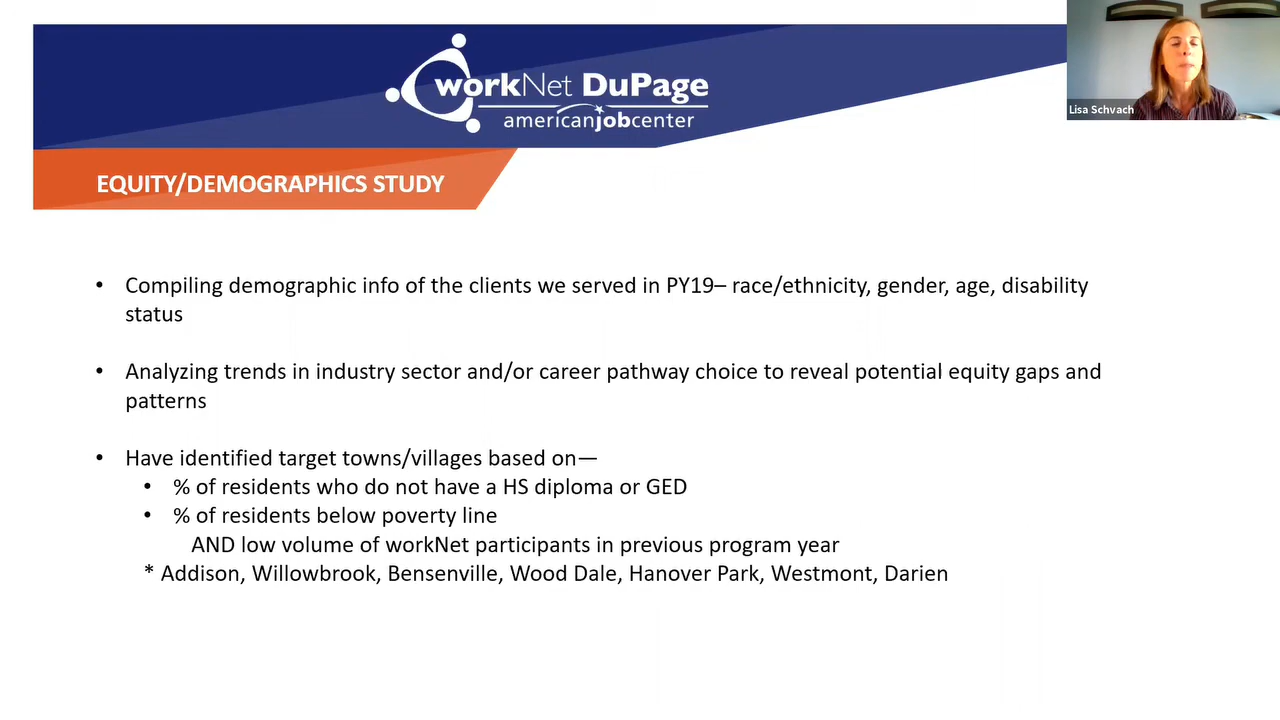 workNet DuPage
americanjobcenter
Lisa Schvach
EQUITY/DEMOGRAPHICS STUDY
• Compiling demographic info of the clients we served in PY19– race/ethnicity, gender, age, disability
status
• Analyzing trends in industry sector and/or career pathway choice to reveal potential equity gaps and
patterns
• Have identified target towns/villages based on—
• % of residents who do not have a HS diploma or GED
• % of residents below poverty line
AND low volume of workNet participants in previous program year
* Addison, Willowbrook, Bensenville, Wood Dale, Hanover Park, Westmont, Darien